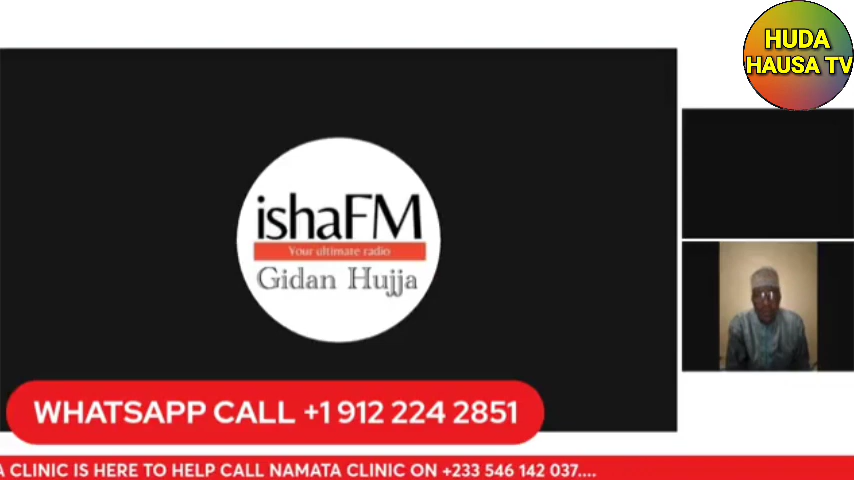 HUDA
HAUSA TV
ishaFM
Your ultimate radio
Gidan Hujja
WHATSAPP CALL +1 912 224 2851
A CLINIC IS HERE TO HELP CALL NAMATA CLINIC ON +233 546 142 037....